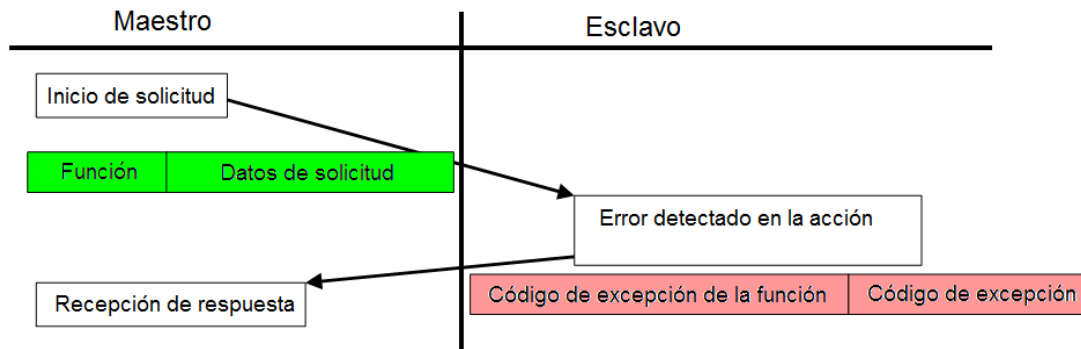 Maestro
Esclavo
Inicio de solicitud
Función
Datos de solicitud
Error detectado en la acción
Recepción de respuesta
Código de excepción de la función
Código de excepción